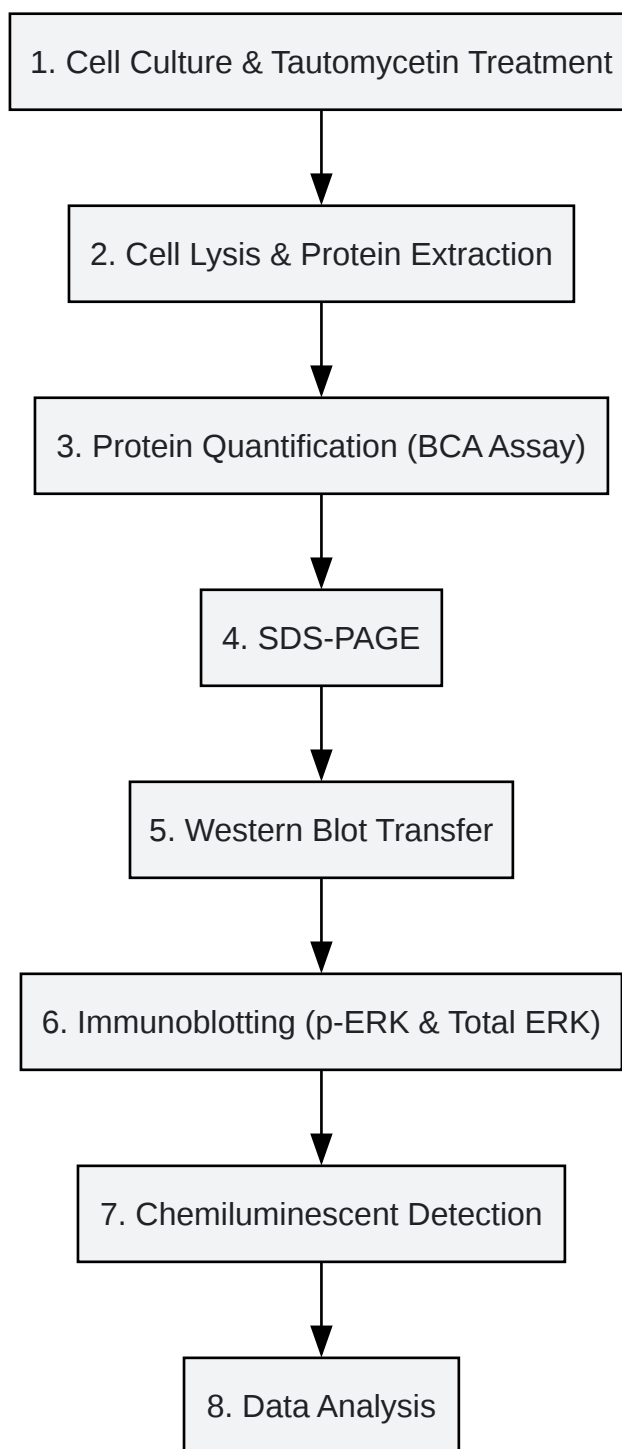 1. Cell Culture & Tautomycetin Treatment
2. Cell Lysis & Protein Extraction
3. Protein Quantification (BCA Assay)
4. SDS-PAGE
5. Western Blot Transfer
6. Immunoblotting (p-ERK & Total ERK)
7. Chemiluminescent Detection
8. Data Analysis